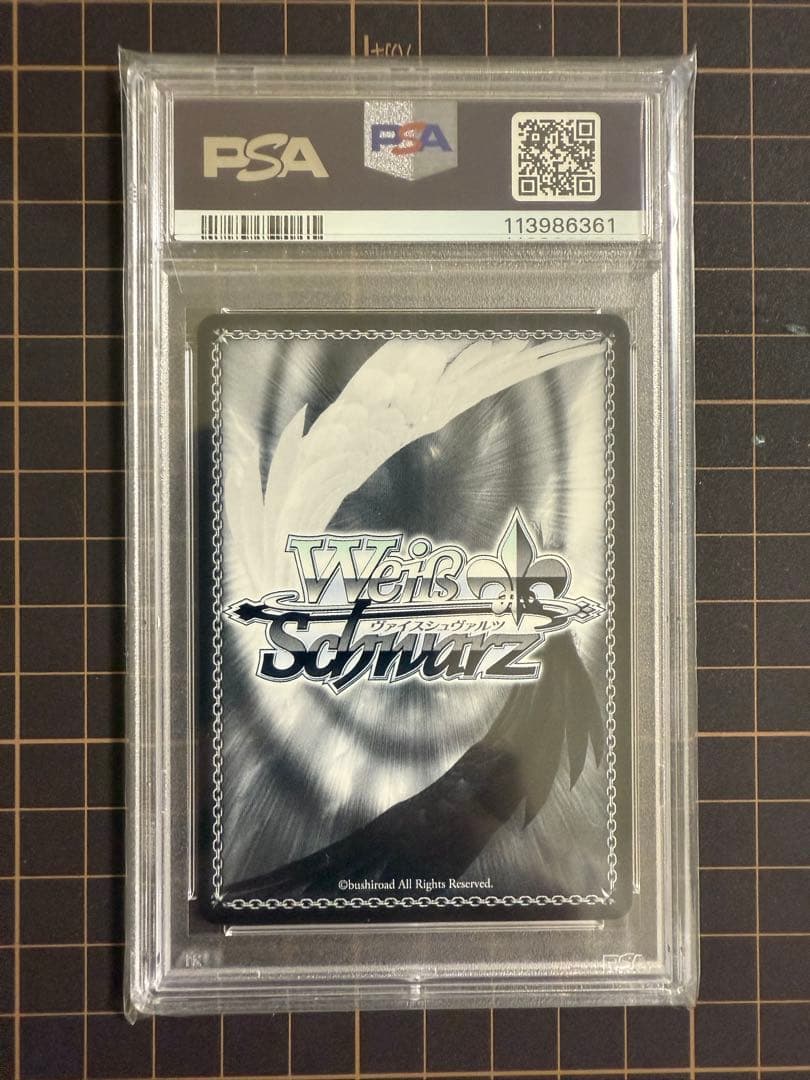 PSA
PSA
113986361
Weiß
ヴァイスシュヴァルツ
Schwarz
©bushiroad All Rights Reserved.
PSA